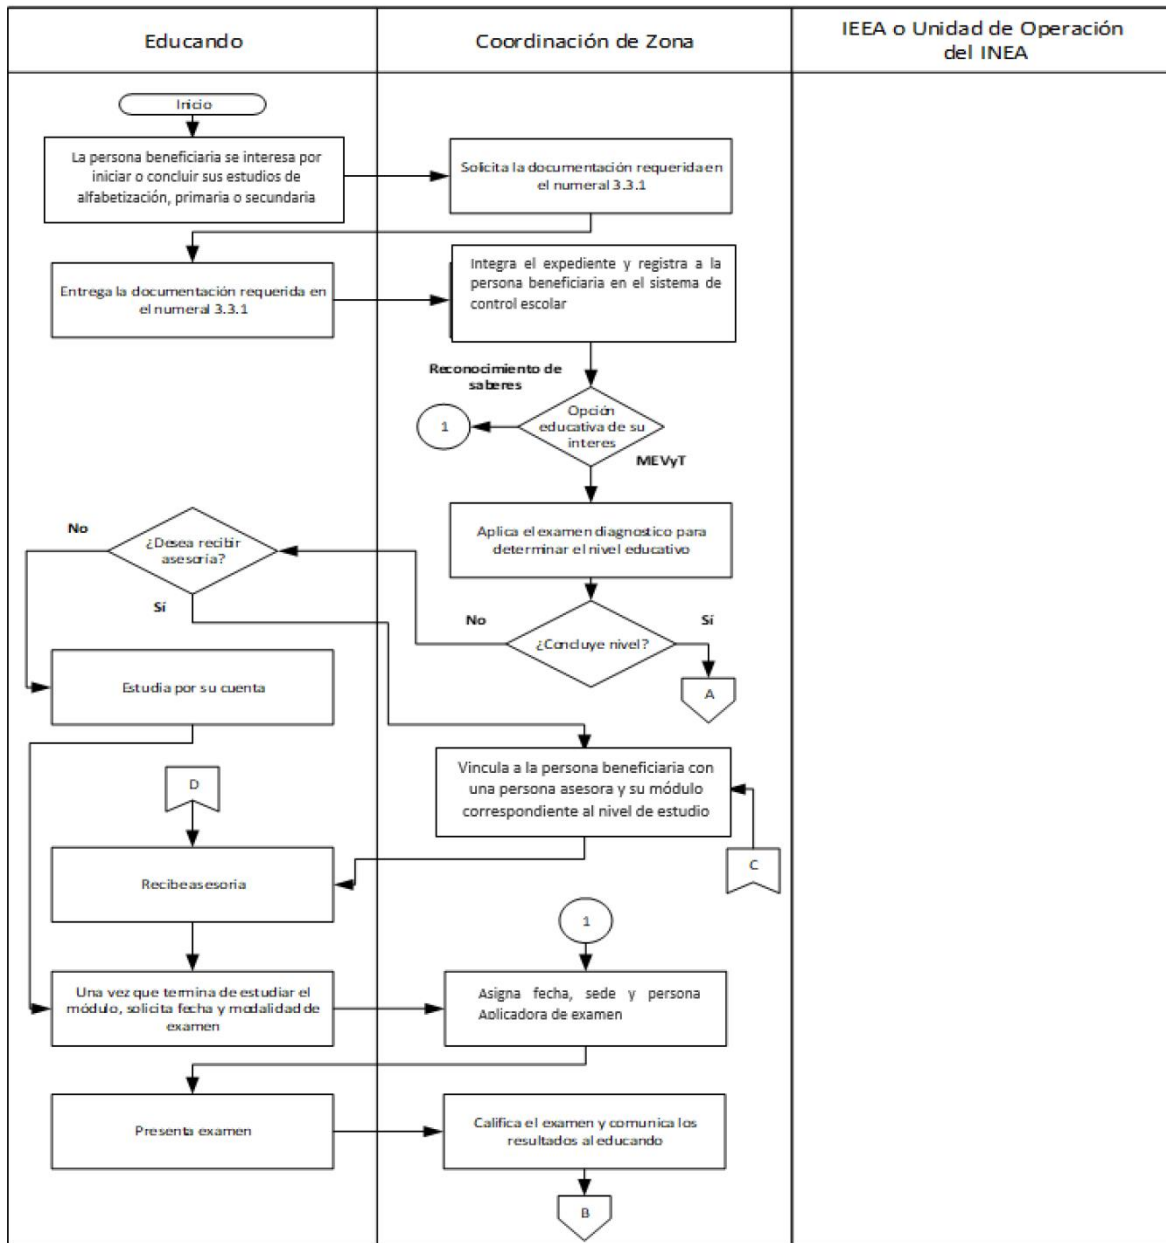 Educando
Coordinación de Zona
IEEA o Unidad de Operación
del INEA
Inicio
La persona beneficiaria se interesa por
iniciar o concluir sus estudios de
alfabetización, primaria o secundaria
Solicita la documentación requerida en
el numeral 3.3.1
Entrega la documentación requerida en
el numeral 3.3.1
Integra el expediente y registra a la
persona beneficiaria en el sistema de
control escolar
Reconocimiento de
saberes
1
Opción
educativa de su
interes
MEVyT
Aplica el examen diagnostico para
determinar el nivel educativo
No
¿Desea recibir
asesoría?
Sí
No
¿Concluye nivel?
Sí
A
Estudia por su cuenta
Vincula a la persona beneficiaria con
una persona asesora y su módulo
correspondiente al nivel de estudio
D
C
Recibe asesoria
1
Una vez que termina de estudiar el
módulo, solicita fecha y modalidad de
examen
Asigna fecha, sede y persona
Aplicadora de examen
Presenta examen
Califica el examen y comunica los
resultados al educando
B